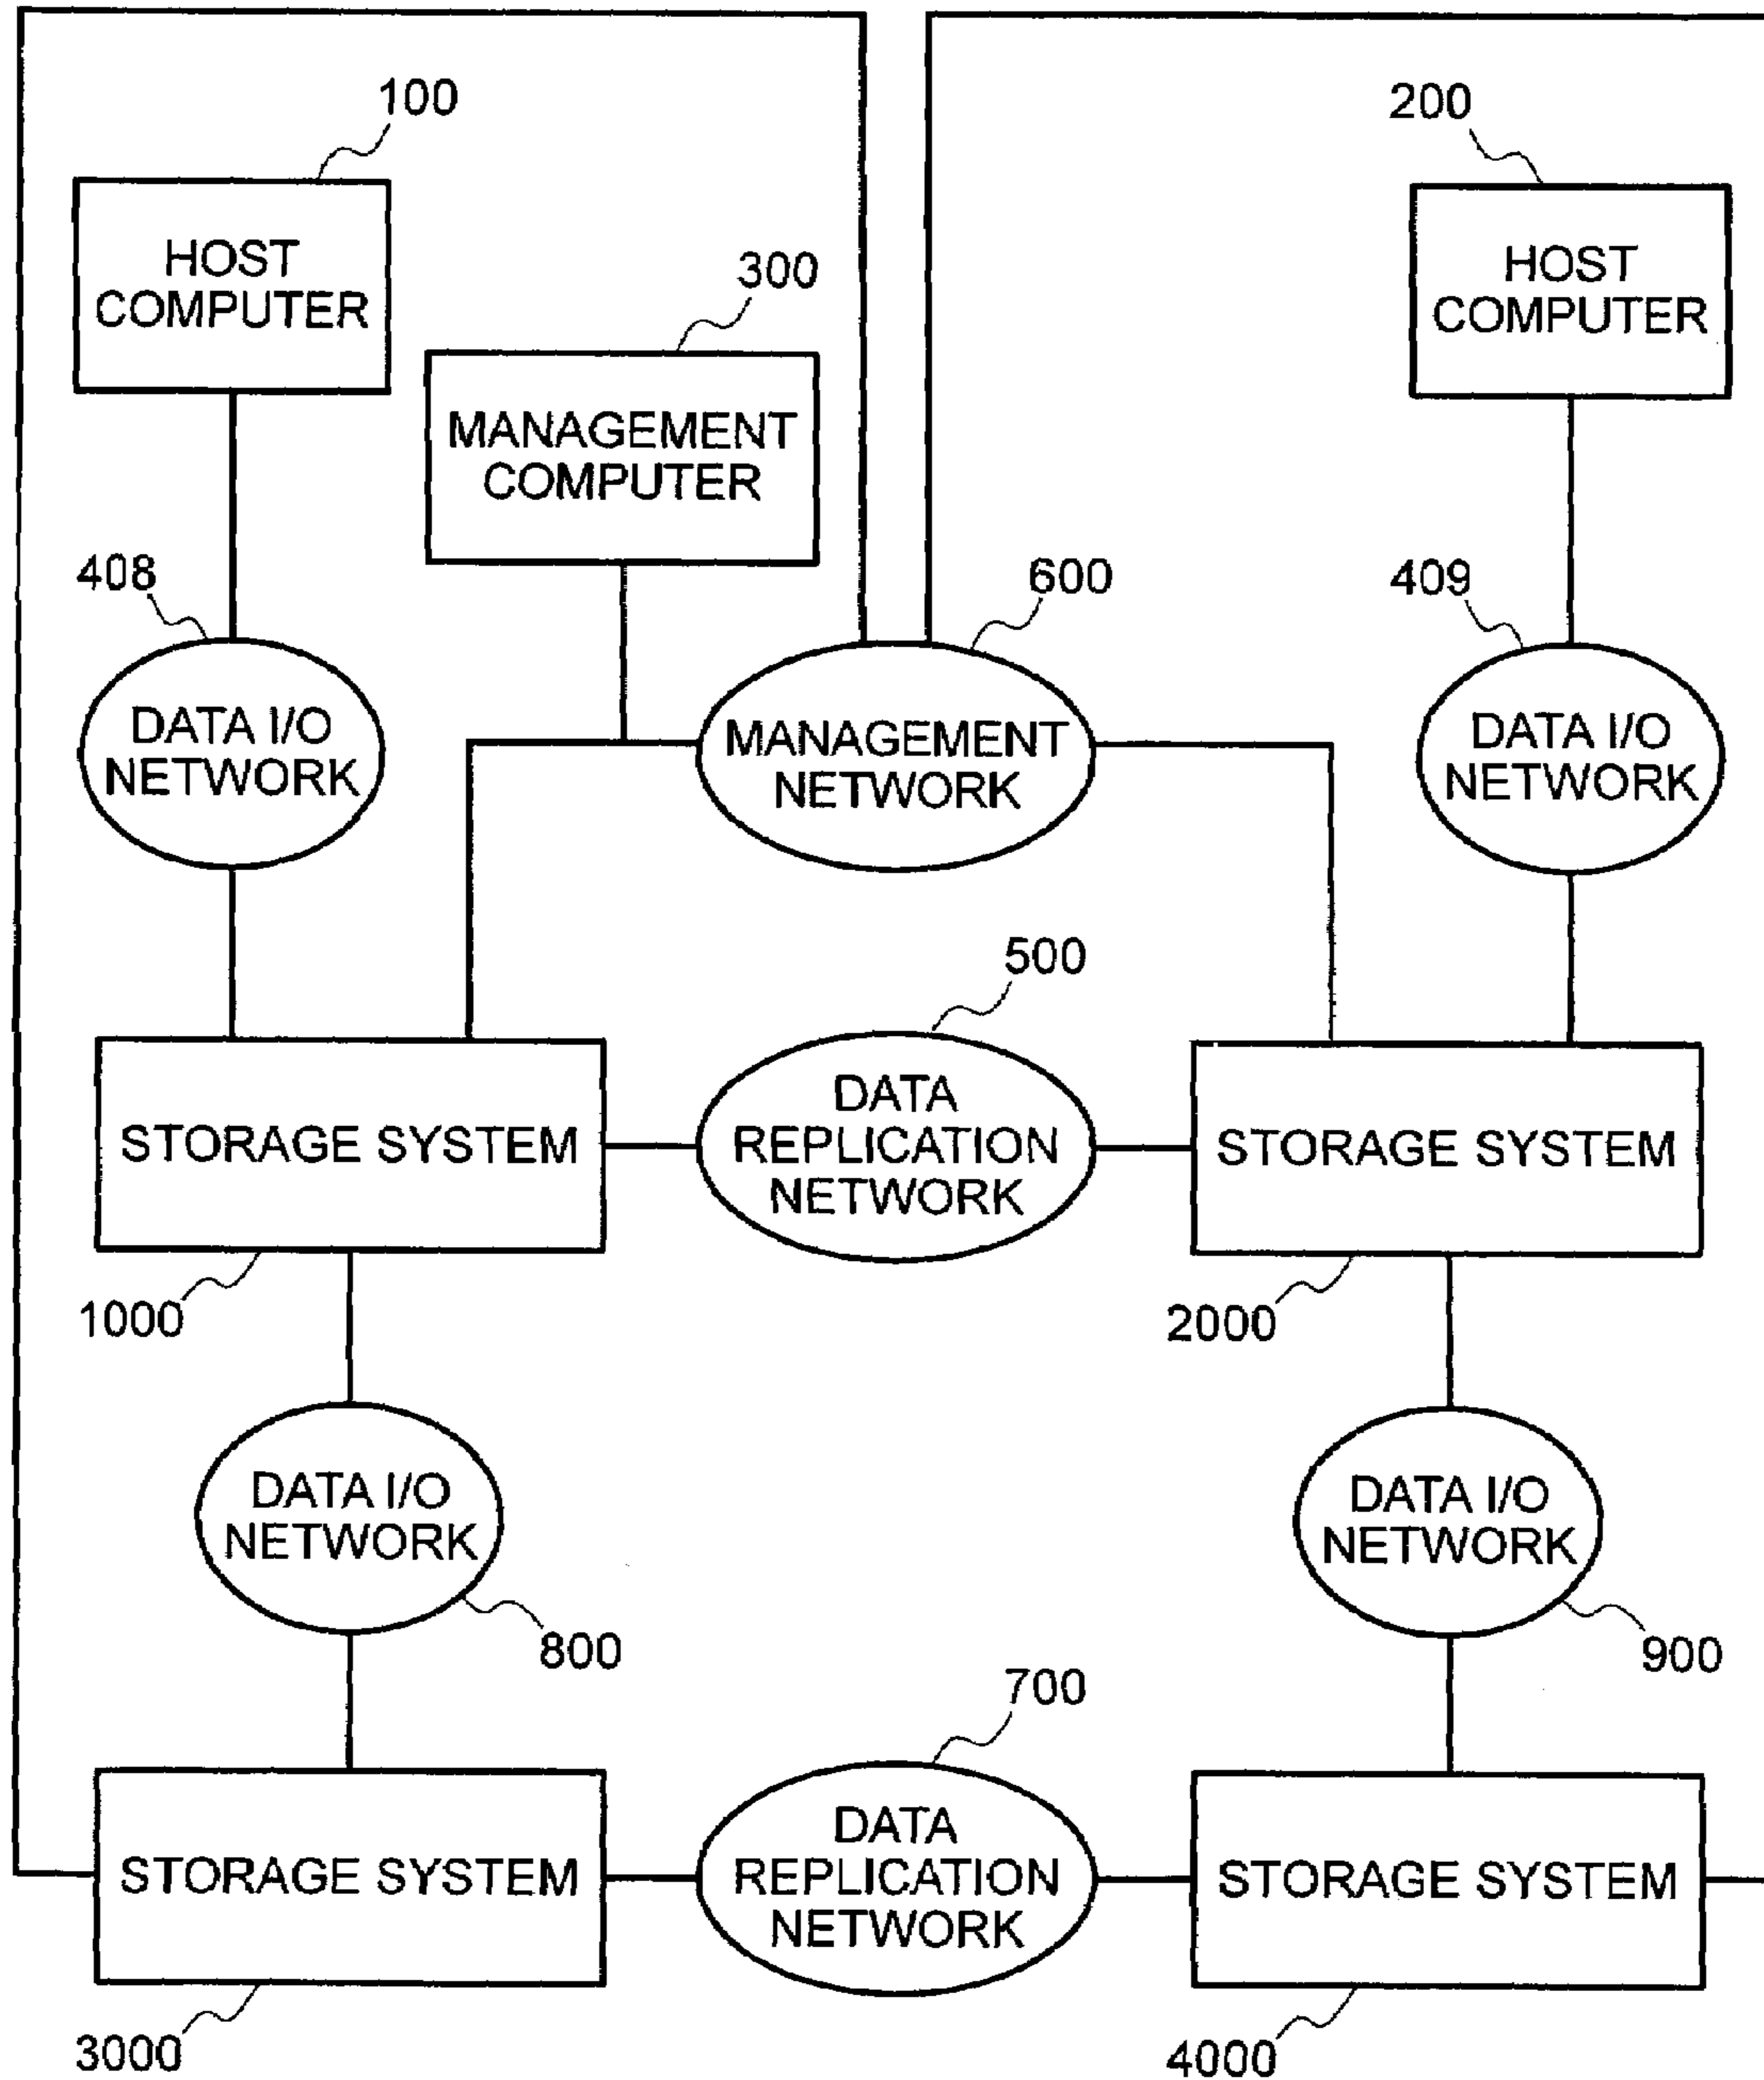 100
200
HOST
COMPUTER
300
HOST
COMPUTER
MANAGEMENT
COMPUTER
408
600
409
DATA I/O
NETWORK
MANAGEMENT
NETWORK
DATA I/O
NETWORK
500
STORAGE SYSTEM
DATA
REPLICATION
NETWORK
STORAGE SYSTEM
1000
2000
DATA I/O
NETWORK
DATA I/O
NETWORK
800
900
700
STORAGE SYSTEM
DATA
REPLICATION
NETWORK
STORAGE SYSTEM
3000
4000